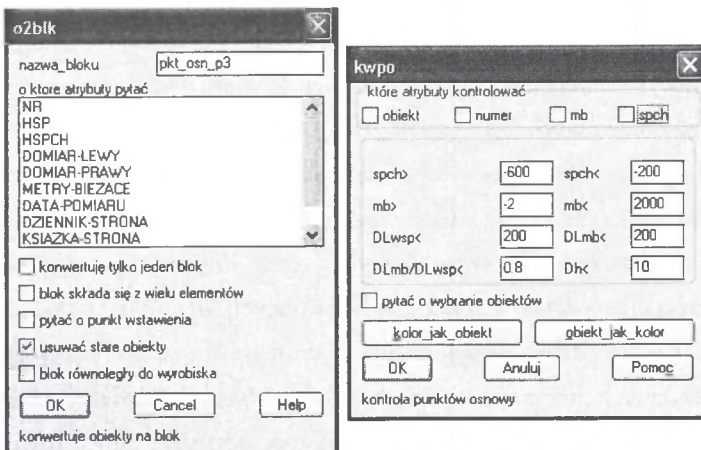 o2blk
nazwa_bloku pkt_osn_p3
o ktore atrybuty pytać
NR
HSP
HSPCH
DOMIAR-LEWY
DOMIAR-PRAWY
METRY-BIEZACE
DATA-POMIARU
DZIENNIK-STRONA
KSIAZKA-STRONA
konwertuję tylko jeden blok
blok składa się z wielu elementów
pytać o punkt wstawienia
usuwać stare obiekty
blok równoległy do wyrobiska
OK Cancel Help
konwertuje obiekty na blok
kwpo
które atrybuty kontrolować
obiekt numer mb spch
spch> -600 spch< -200
mb> -2 mb< 2000
DLwsp< 200 DLmb< 200
DLmb/DLwsp< 0.8 Dh< 10
pytać o wybranie obiektów
kolor_jak_obiekt obiekt_jak_kolor
OK Anuluj Pomoc
kontrola punktów osnowy